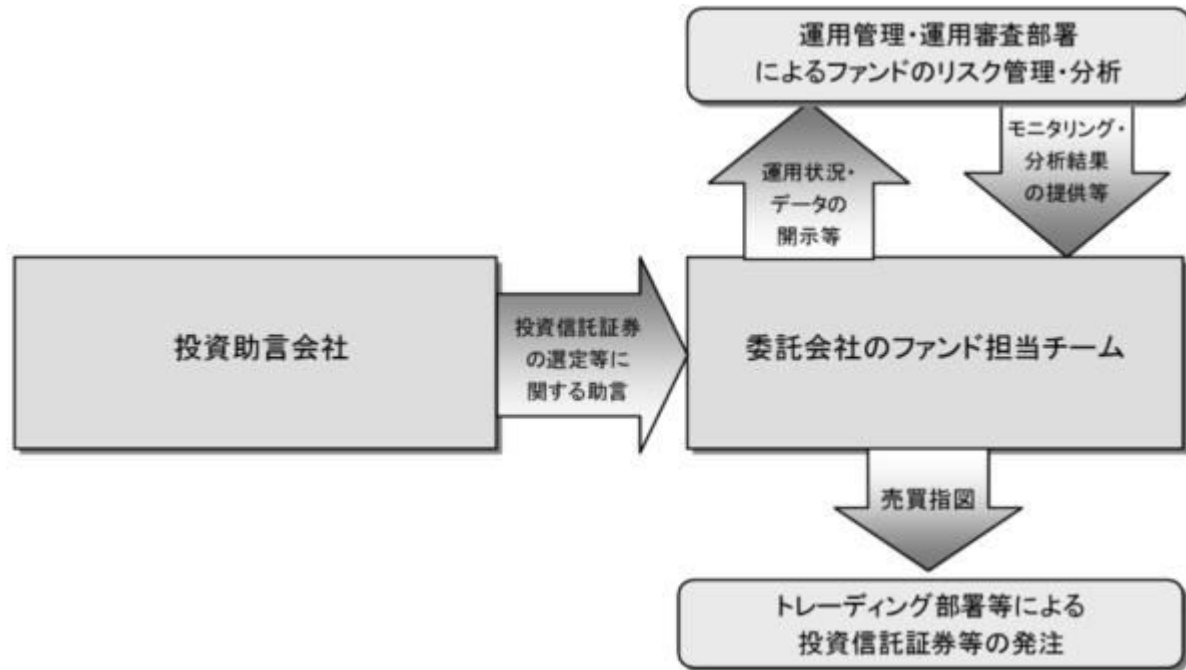 運用管理・運用審査部署
によるファンドのリスク管理・分析
運用状況・
データの
開示等
モニタリング・
分析結果
の提供等
投資助言会社
投資信託証券
の選定等に
関する助言
委託会社のファンド担当チーム
売買指図
トレーディング部署等による
投資信託証券等の発注